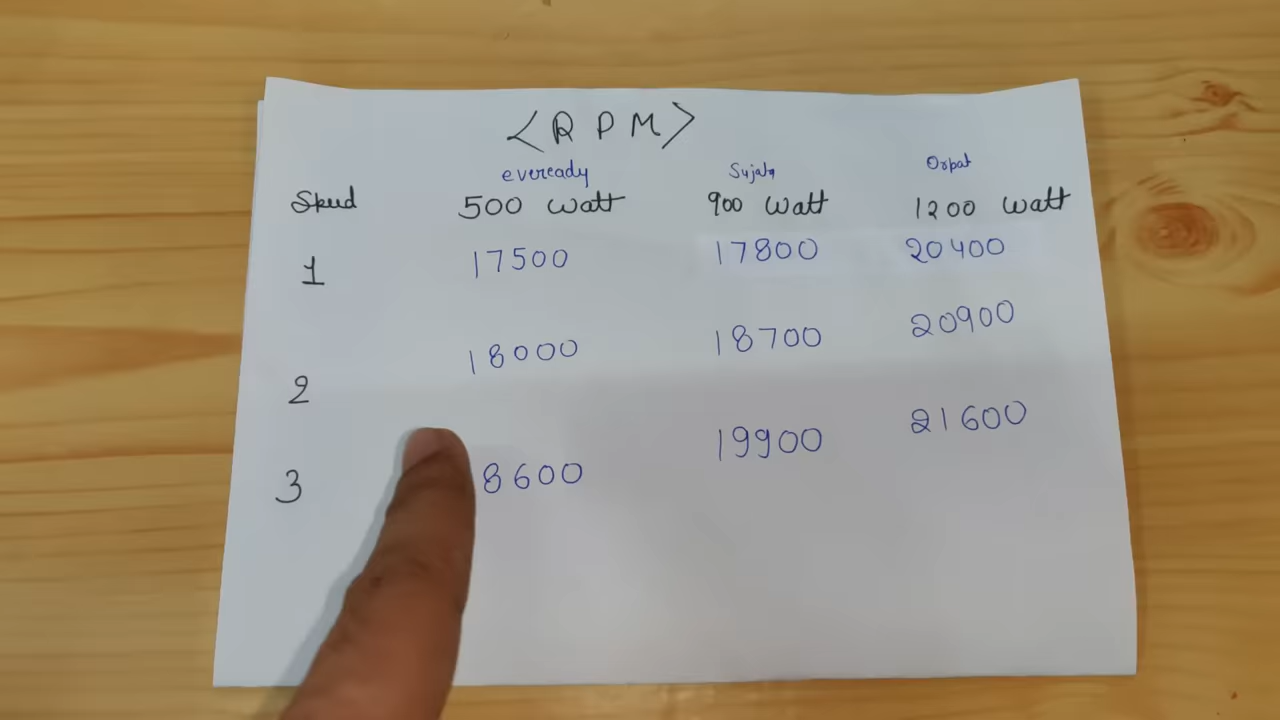 <RPM>
eveready Sujata Orpat
Speed 500 watt 900 watt 1200 watt
1 17500 17800 20400
2 18000 18700 20900
3 8600 19900 21600